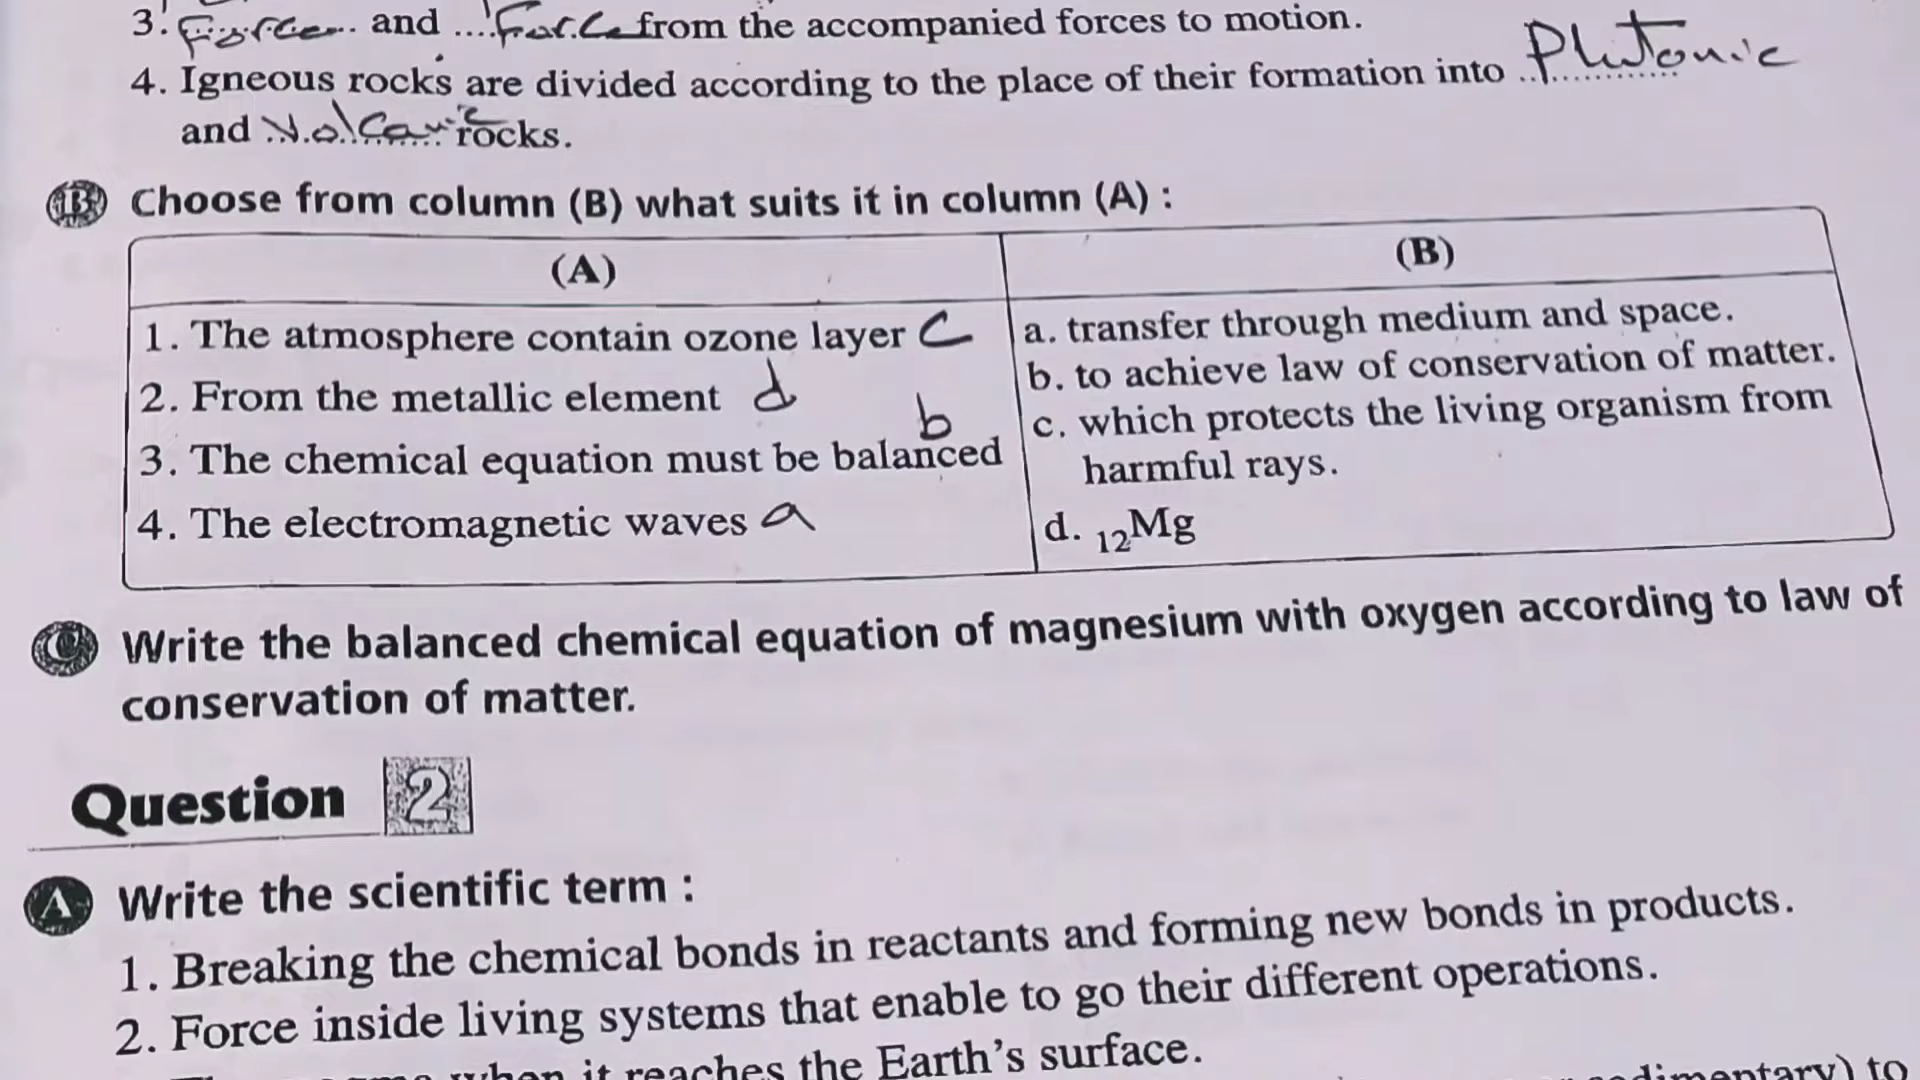 3. and .... Force from the accompanied forces to motion.
4. Igneous rocks are divided according to the place of their formation into Plutonic
and Volcanic rocks.
B Choose from column (B) what suits it in column (A) :
(A)
(B)
1. The atmosphere contain ozone layer c
2. From the metallic element d
b
3. The chemical equation must be balanced
4. The electromagnetic waves a
a. transfer through medium and space.
b. to achieve law of conservation of matter.
c. which protects the living organism from
harmful rays.
d. 12Mg
C Write the balanced chemical equation of magnesium with oxygen according to law of
conservation of matter.
Question 2
A Write the scientific term :
1. Breaking the chemical bonds in reactants and forming new bonds in products.
2. Force inside living systems that enable to go their different operations.
when it reaches the Earth's surface.
sedimentary) to